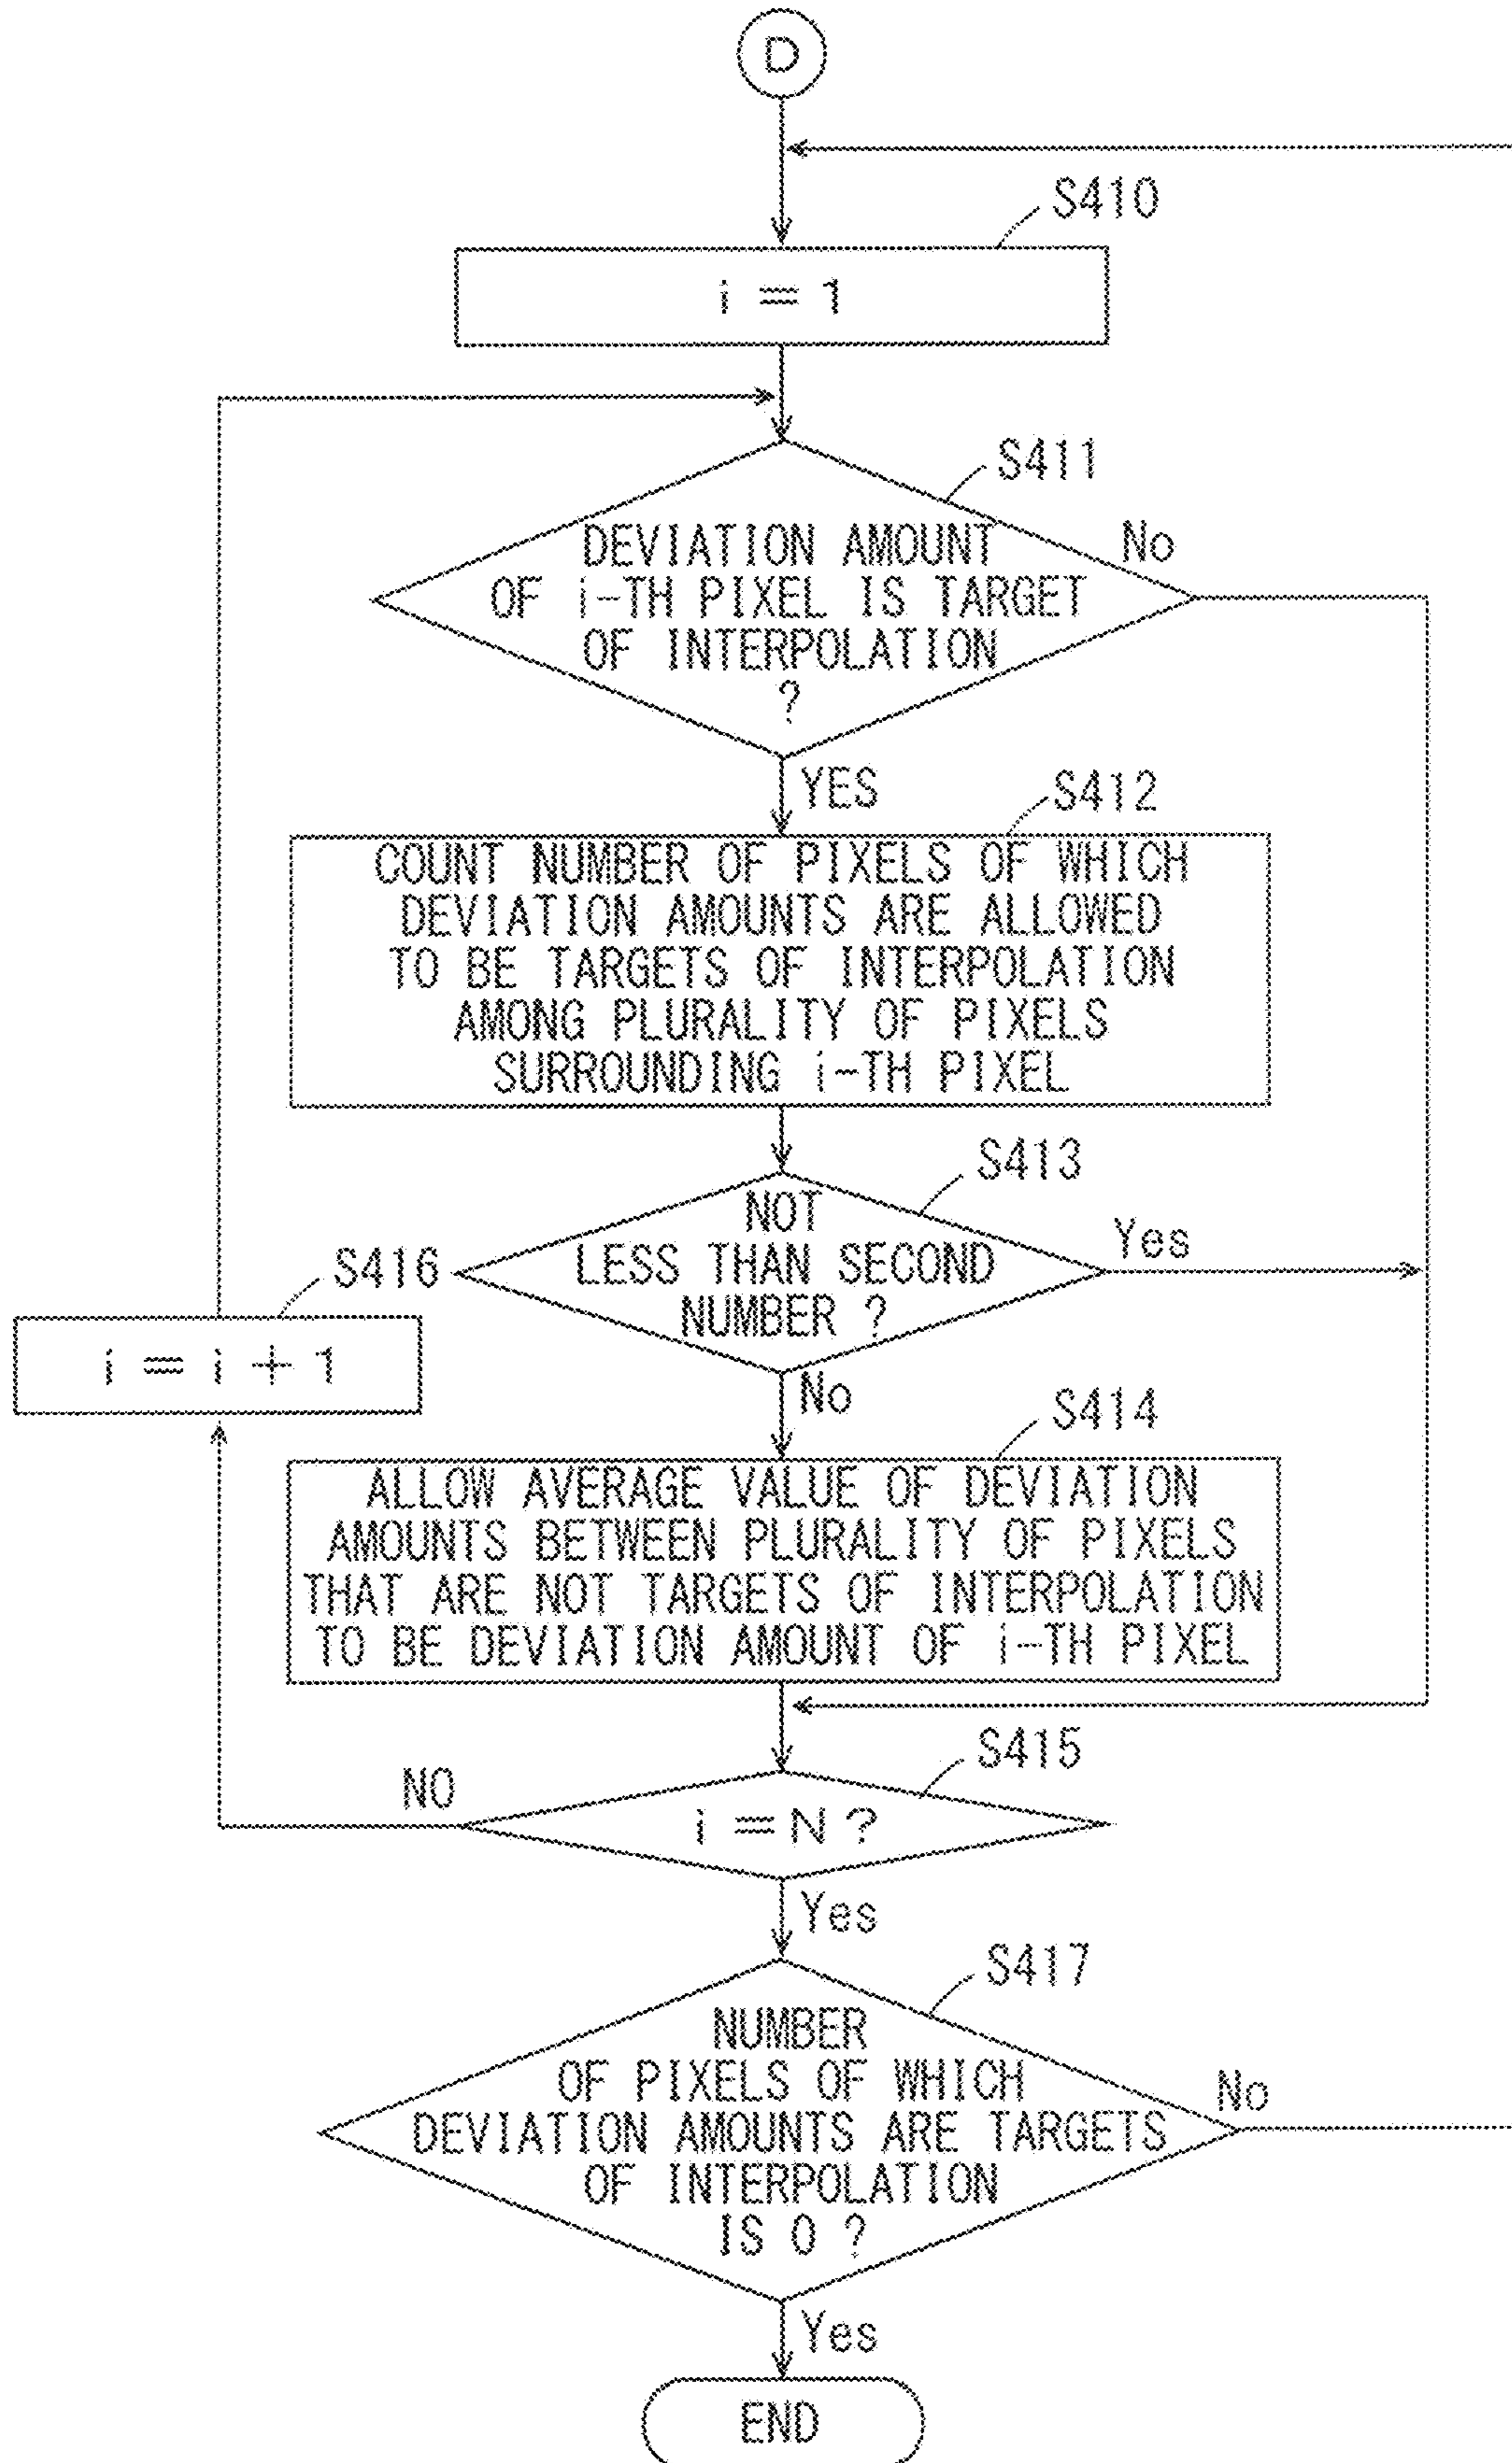 D
S410
i = 1
S411
DEVIATION AMOUNT
OF i-TH PIXEL IS TARGET
OF INTERPOLATION
?
No
YES
S412
COUNT NUMBER OF PIXELS OF WHICH
DEVIATION AMOUNTS ARE ALLOWED
TO BE TARGETS OF INTERPOLATION
AMONG PLURALITY OF PIXELS
SURROUNDING i-TH PIXEL
S413
NOT
LESS THAN SECOND
NUMBER ?
Yes
No
S416
i = i + 1
S414
ALLOW AVERAGE VALUE OF DEVIATION
AMOUNTS BETWEEN PLURALITY OF PIXELS
THAT ARE NOT TARGETS OF INTERPOLATION
TO BE DEVIATION AMOUNT OF i-TH PIXEL
S415
i = N ?
NO
Yes
S417
NUMBER
OF PIXELS OF WHICH
DEVIATION AMOUNTS ARE TARGETS
OF INTERPOLATION
IS 0 ?
No
Yes
END